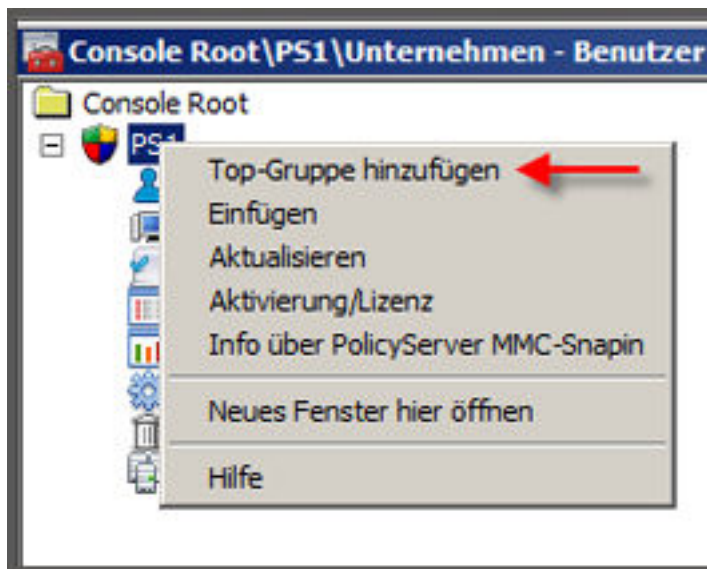 Console Root\PS1\Unternehmen - Benutzer
Console Root
PS1
Top-Gruppe hinzufügen
Einfügen
Aktualisieren
Aktivierung/Lizenz
Info über PolicyServer MMC-Snapin
Neues Fenster hier öffnen
Hilfe